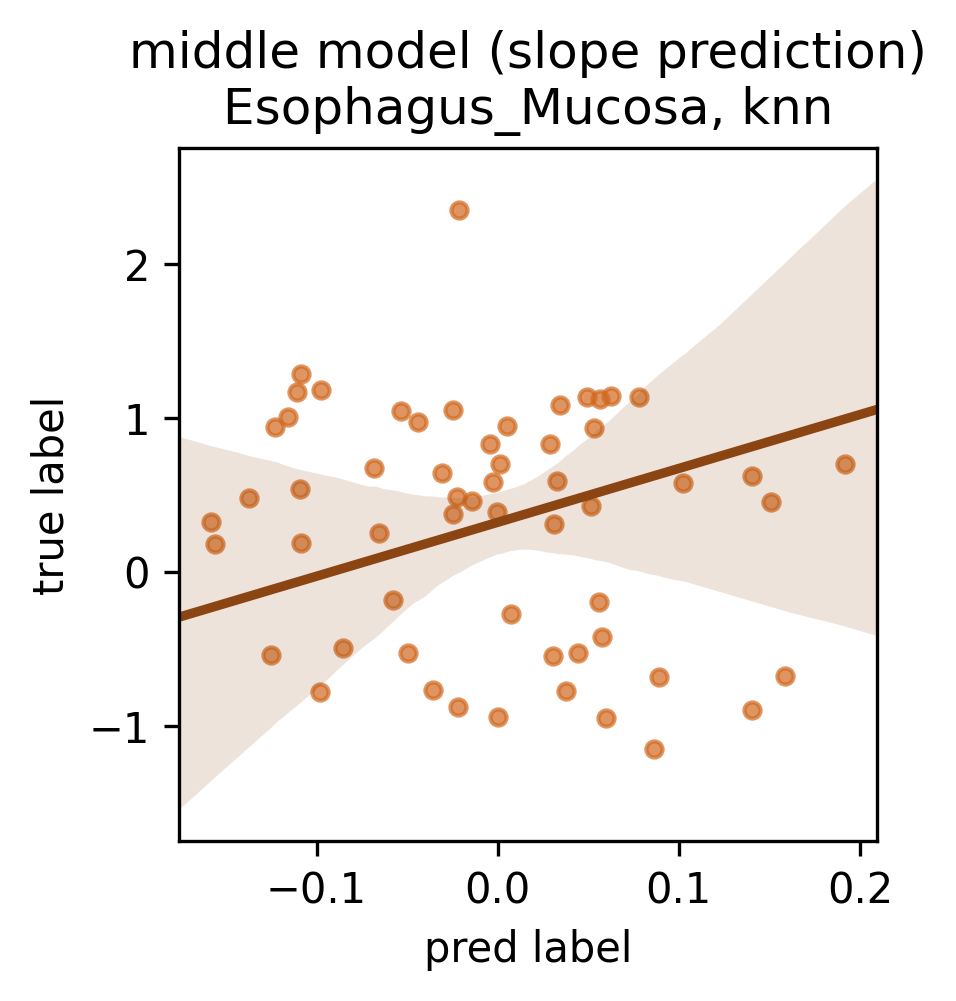 middle model (slope prediction)
Esophagus_Mucosa, knn
2
1
0
−1
true label
−0.1 0.0 0.1 0.2
pred label